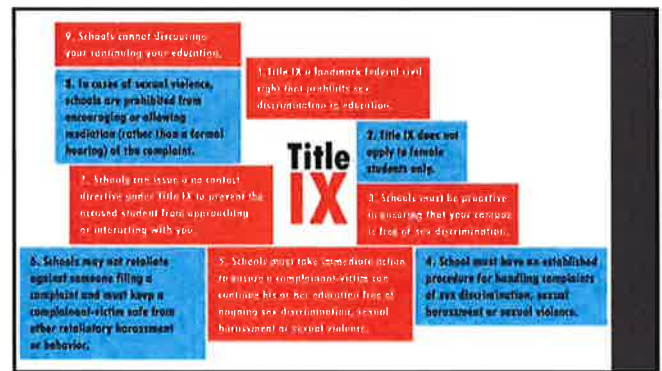 9. Schools cannot discourage
your continuing your education.
1. Title IX a landmark federal civil
right that prohibits sex
discrimination in education.
8. In cases of sexual violence,
schools are prohibited from
encouraging or allowing
mediation (rather than a formal
hearing) of the complaint.
2. Title IX does not
apply to female
students only.
Title
IX
7. Schools can issue a no contact
directive under Title IX to prevent the
accused student from approaching
or interacting with you.
3. Schools must be proactive
in ensuring that your campus
is free of sex discrimination.
6. Schools may not retaliate
against someone filing a
complaint and must keep a
complainant-victim safe from
other retaliatory harassment
or behavior.
5. Schools must take immediate action
to ensure a complainant-victim can
continue his or her education free of
ongoing sex discrimination, sexual
harassment or sexual violence.
4. School must have an established
procedure for handling complaints
of sex discrimination, sexual
harassment or sexual violence.